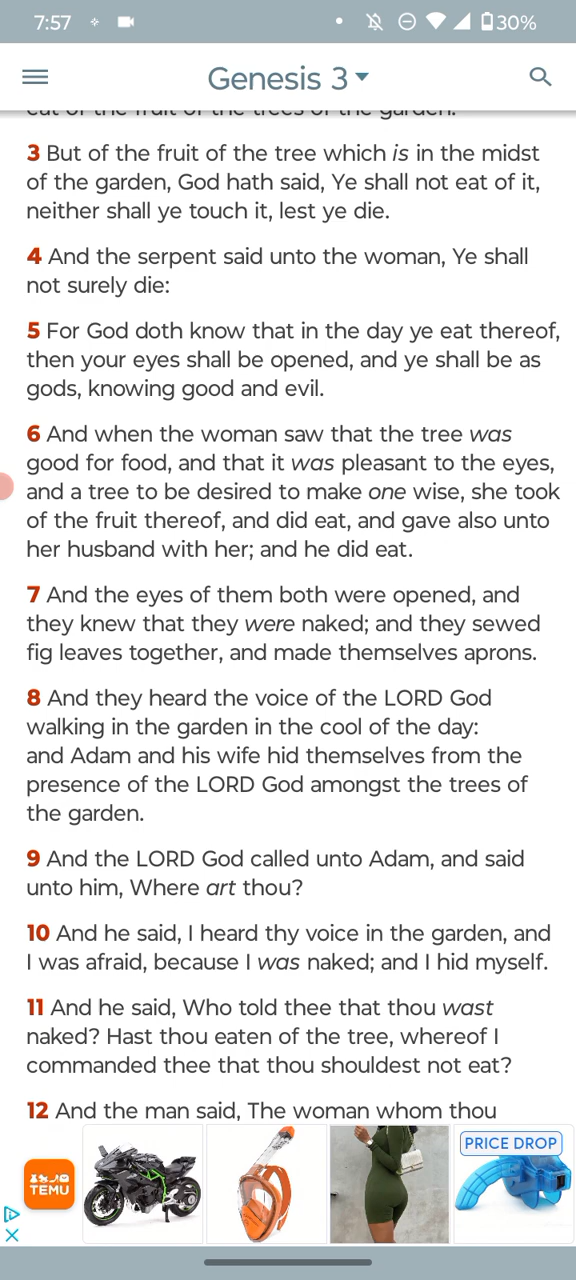 7:57
30%
Genesis 3
eat of the fruit of the trees of the garden:
3 But of the fruit of the tree which is in the midst
of the garden, God hath said, Ye shall not eat of it,
neither shall ye touch it, lest ye die.
4 And the serpent said unto the woman, Ye shall
not surely die:
5 For God doth know that in the day ye eat thereof,
then your eyes shall be opened, and ye shall be as
gods, knowing good and evil.
6 And when the woman saw that the tree was
good for food, and that it was pleasant to the eyes,
and a tree to be desired to make one wise, she took
of the fruit thereof, and did eat, and gave also unto
her husband with her; and he did eat.
7 And the eyes of them both were opened, and
they knew that they were naked; and they sewed
fig leaves together, and made themselves aprons.
8 And they heard the voice of the LORD God
walking in the garden in the cool of the day:
and Adam and his wife hid themselves from the
presence of the LORD God amongst the trees of
the garden.
9 And the LORD God called unto Adam, and said
unto him, Where art thou?
10 And he said, I heard thy voice in the garden, and
I was afraid, because I was naked; and I hid myself.
11 And he said, Who told thee that thou wast
naked? Hast thou eaten of the tree, whereof I
commanded thee that thou shouldest not eat?
12 And the man said, The woman whom thou
TEMU
PRICE DROP